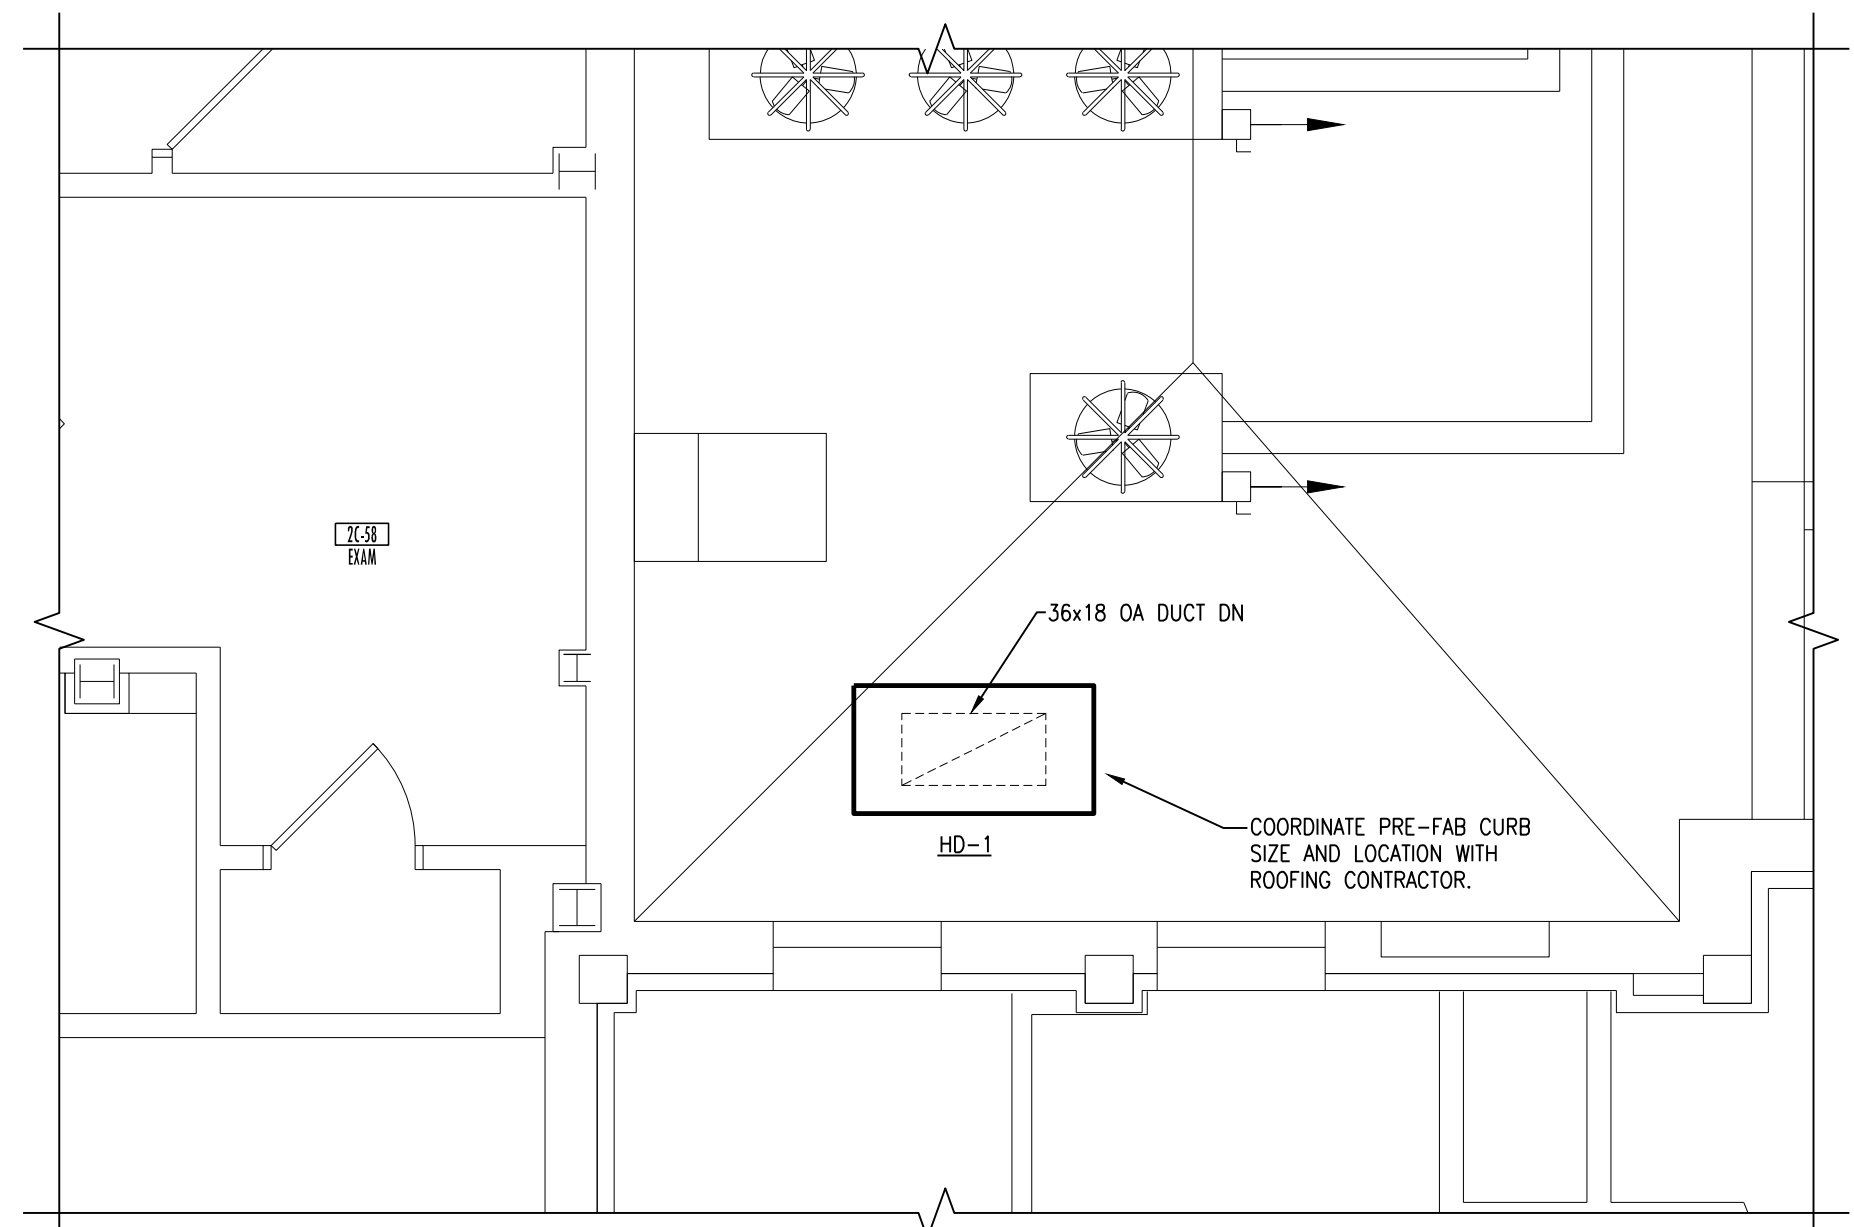 2C-58
EXAM
36x18 OA DUCT DN
COORDINATE PRE-FAB CURB
SIZE AND LOCATION WITH
ROOFING CONTRACTOR.
HD-1